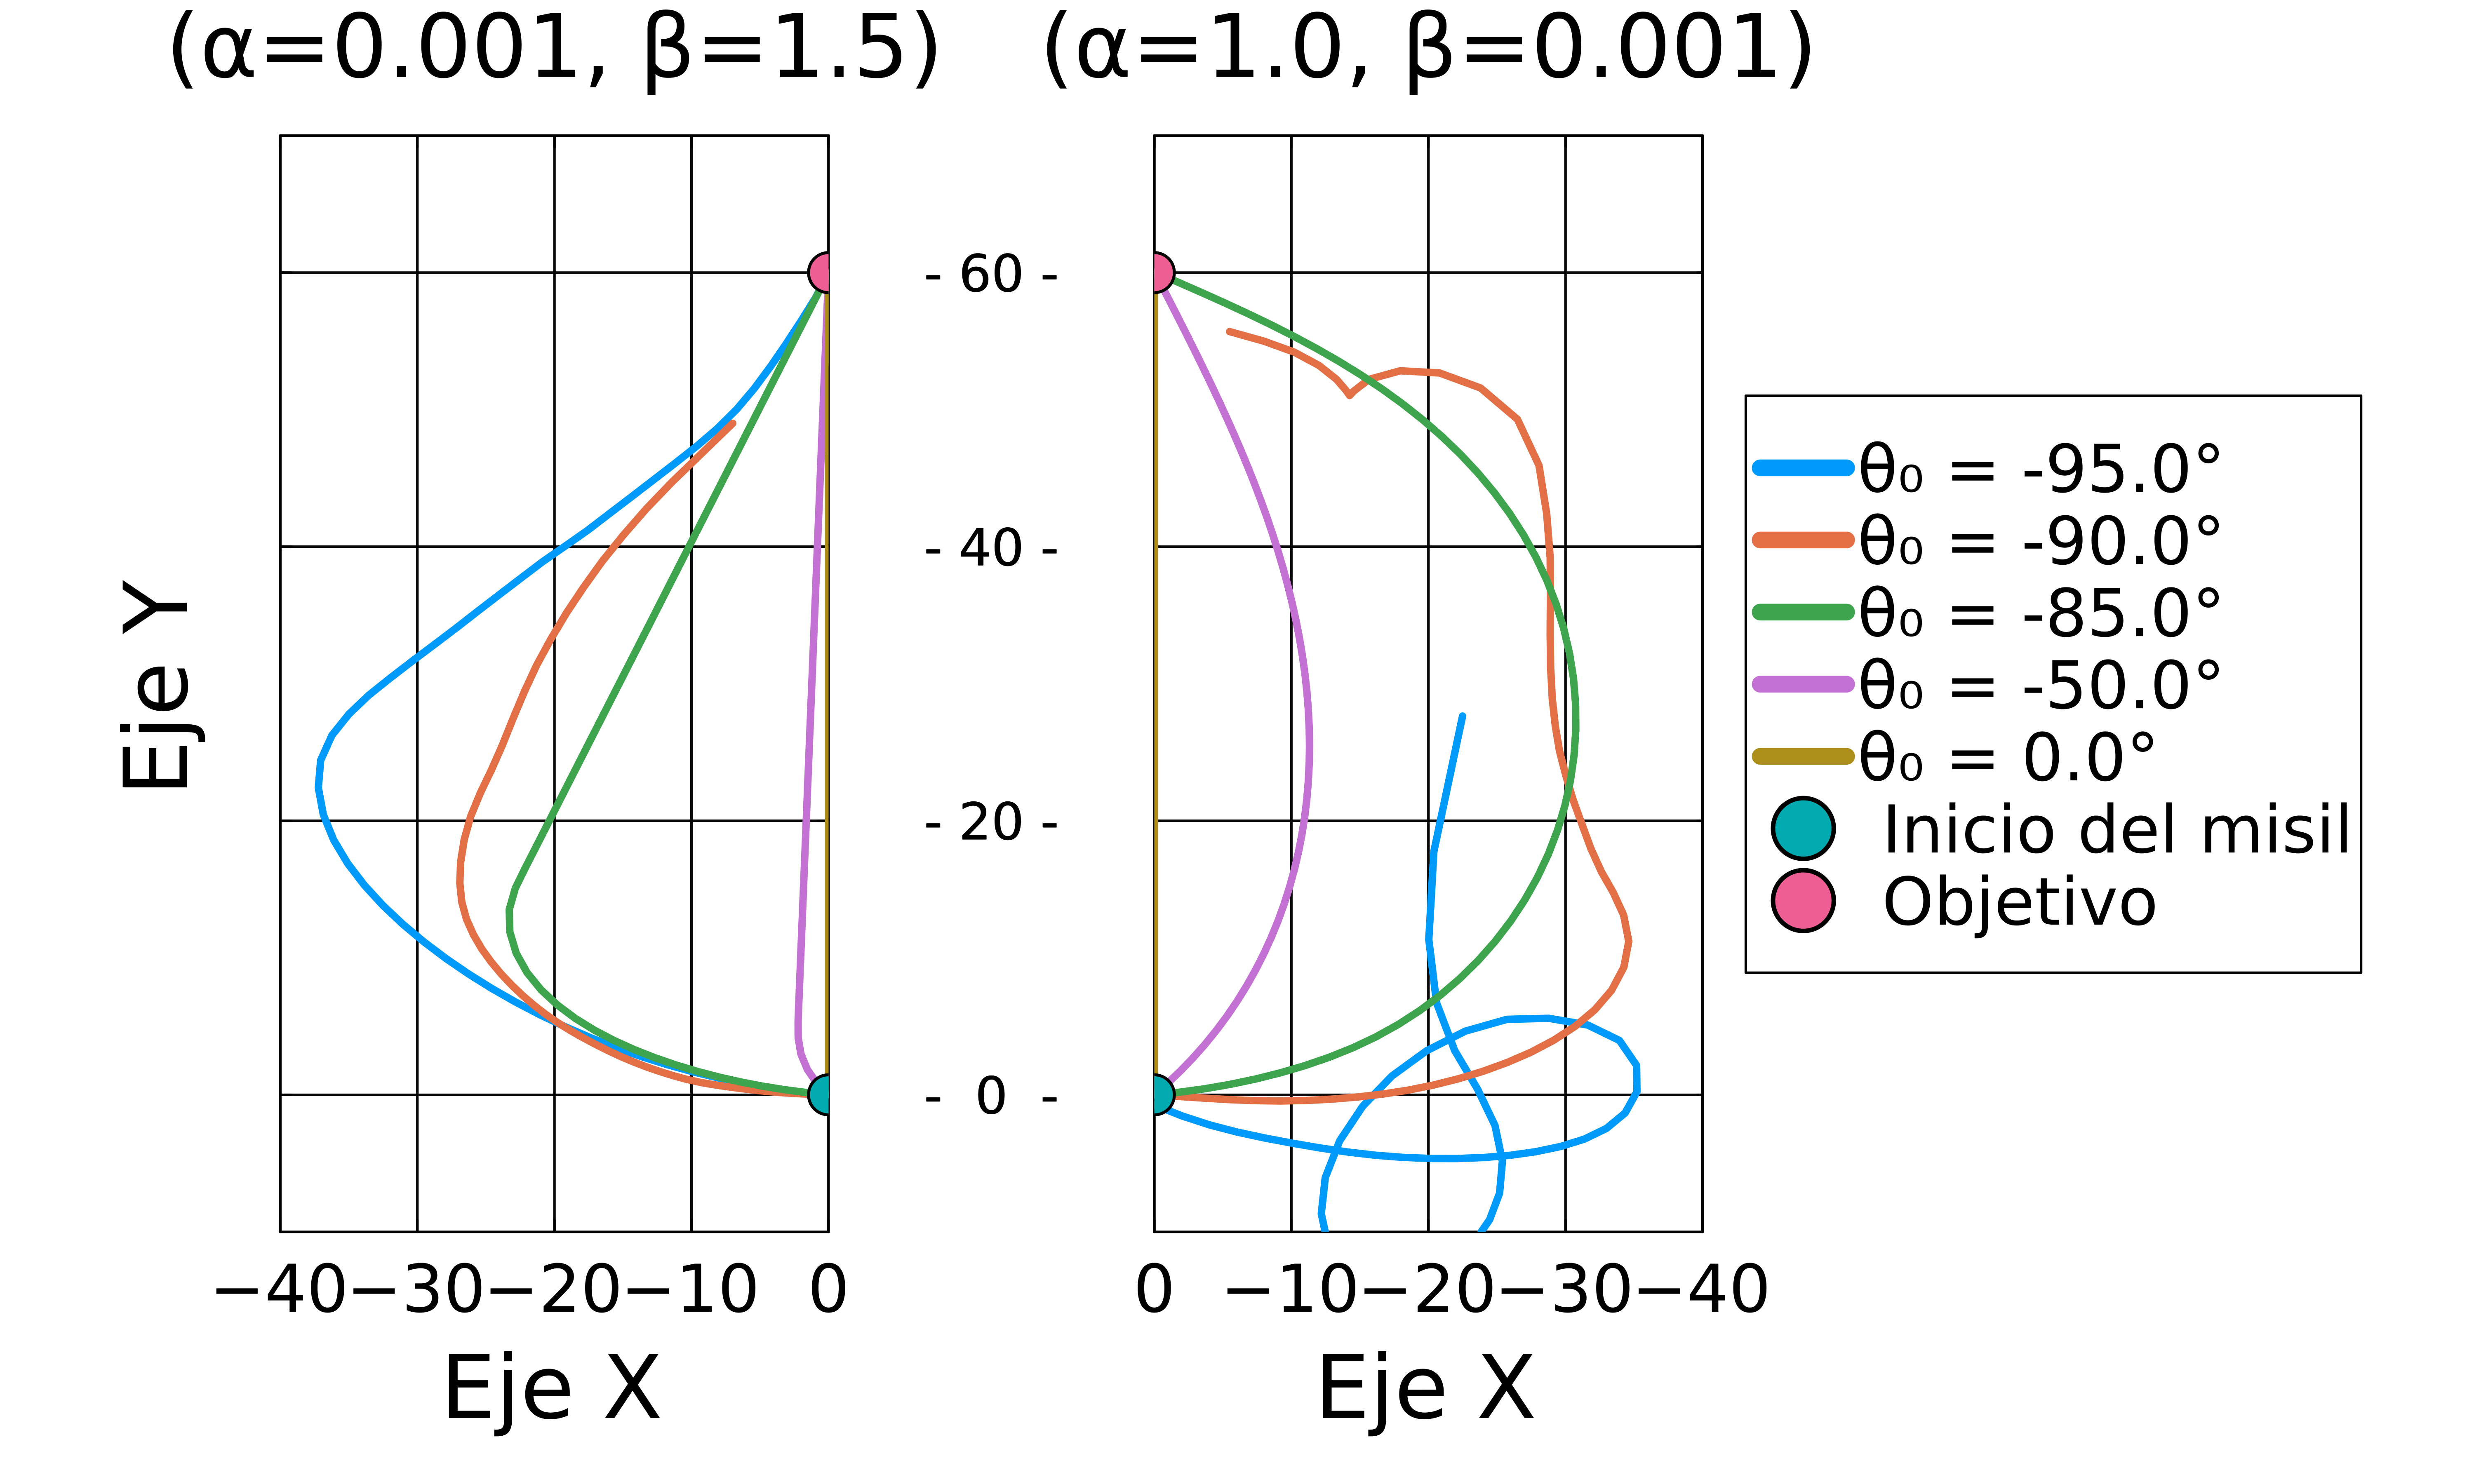 (α=0.001, β=1.5) (α=1.0, β=0.001)
Eje Y
- 60 -
- 40 -
- 20 -
- 0 -
θ₀ = -95.0°
θ₀ = -90.0°
θ₀ = -85.0°
θ₀ = -50.0°
θ₀ = 0.0°
Inicio del misil
Objetivo
−40 −30 −20 −10 0
0 −10 −20 −30 −40
Eje X
Eje X